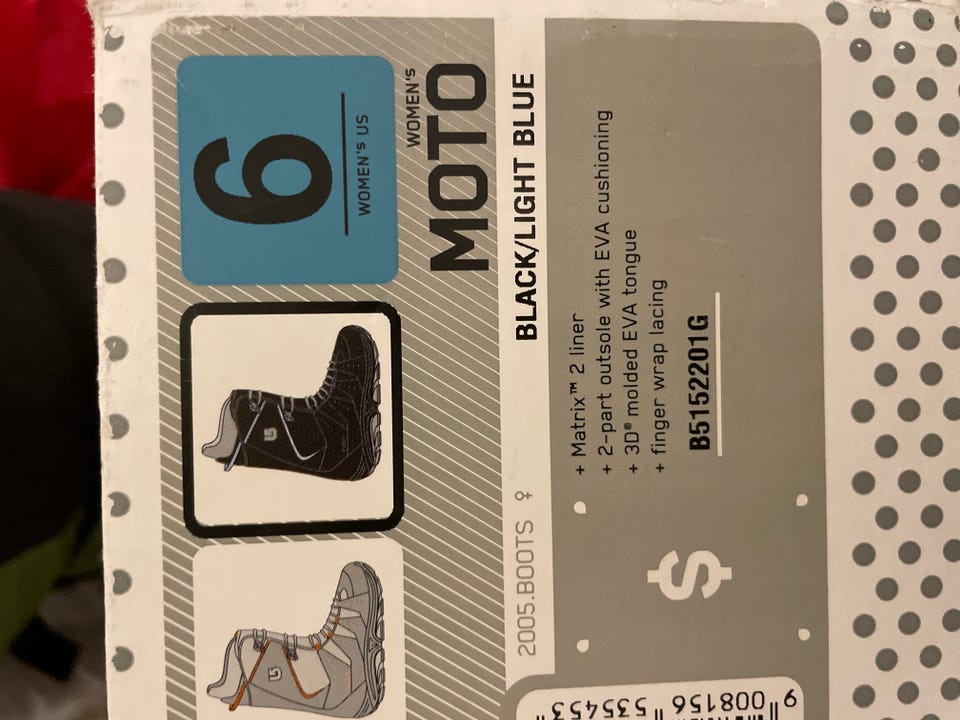 6
WOMEN'S US
WOMEN'S
MOTO
BLACK/LIGHT BLUE
2005.BOOTS ♀
+ Matrix™ 2 liner
+ 2-part outsole with EVA cushioning
+ 3D® molded EVA tongue
+ finger wrap lacing
B5152201G
$
9 008156 535453